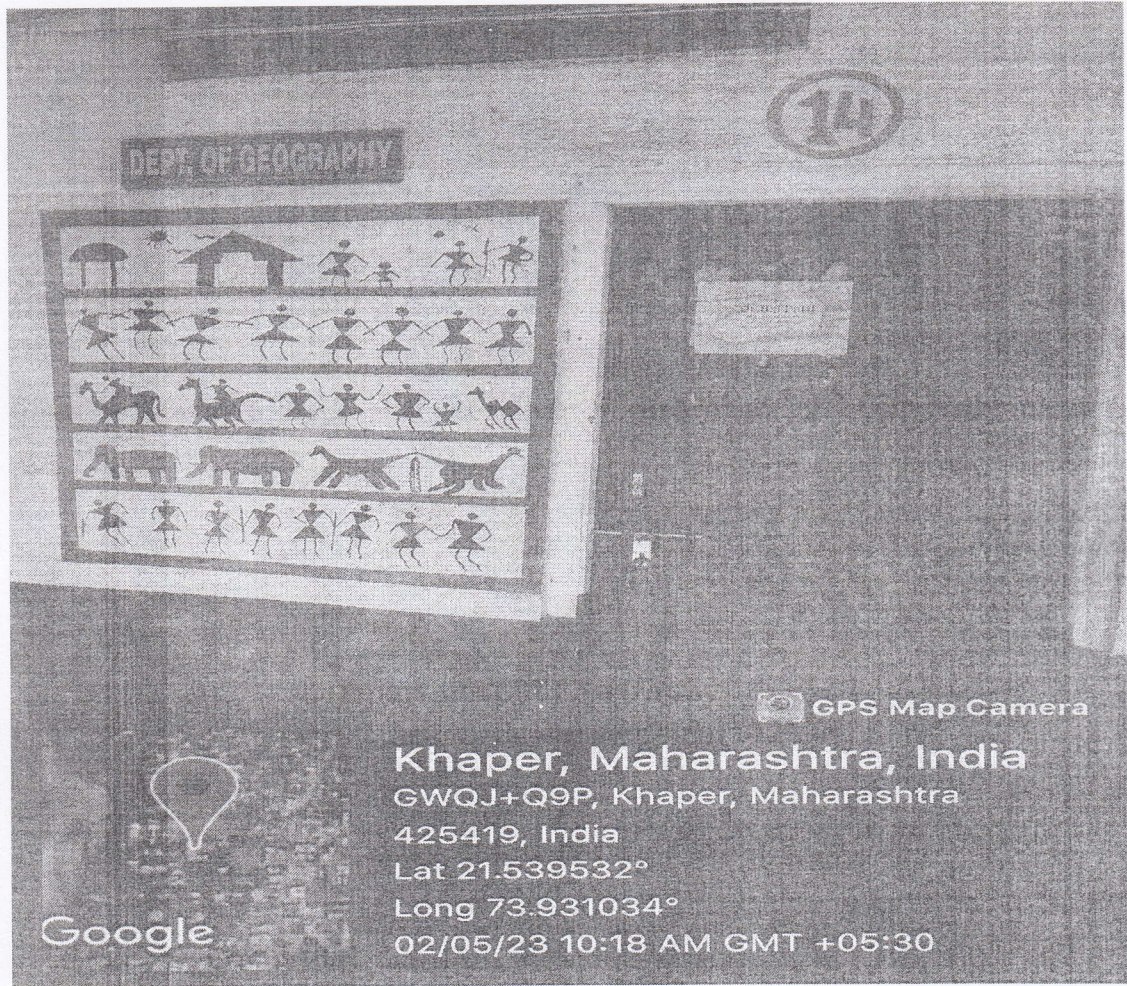 14
DEPT. OF GEOGRAPHY
GPS Map Camera
Khaper, Maharashtra, India
GWQJ+Q9P, Khaper, Maharashtra
425419, India
Lat 21.539532°
Long 73.931034°
02/05/23 10:18 AM GMT +05:30
Google